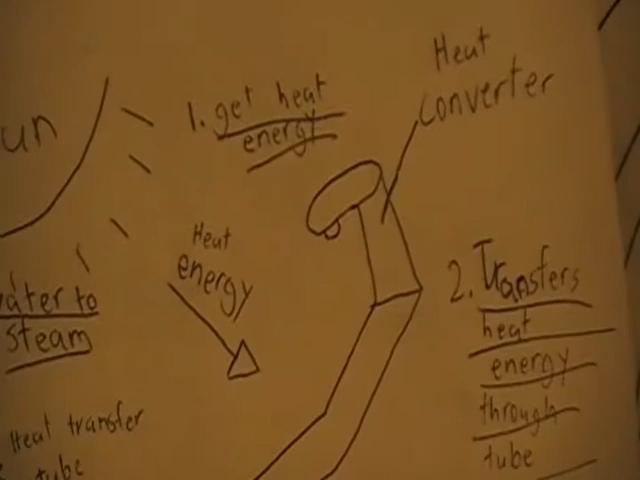 un
1. get heat
energy
Heat
converter
Heat
energy
ater to
steam
2. Transfers
heat
energy
through
tube
Heat transfer
tube